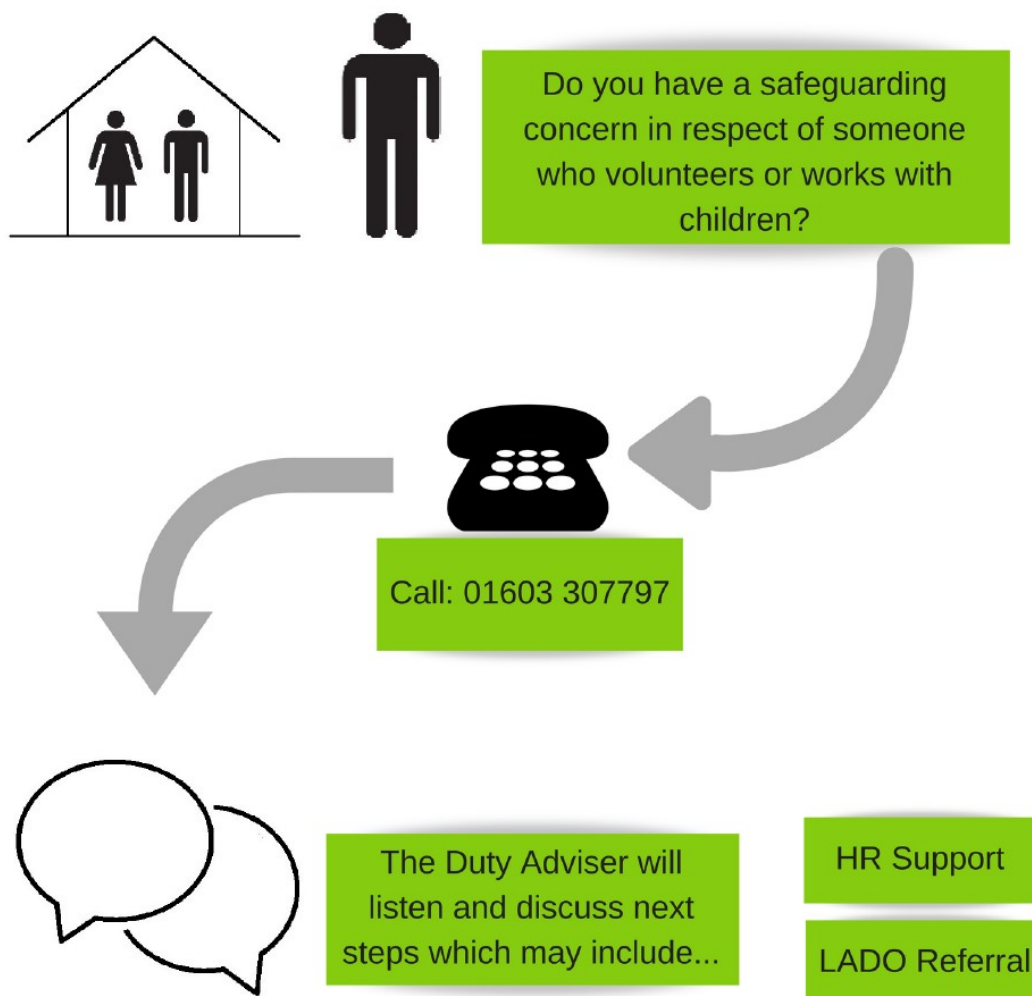 Do you have a safeguarding
concern in respect of someone
who volunteers or works with
children?
Call: 01603 307797
The Duty Adviser will
listen and discuss next
steps which may include...
HR Support
LADO Referral